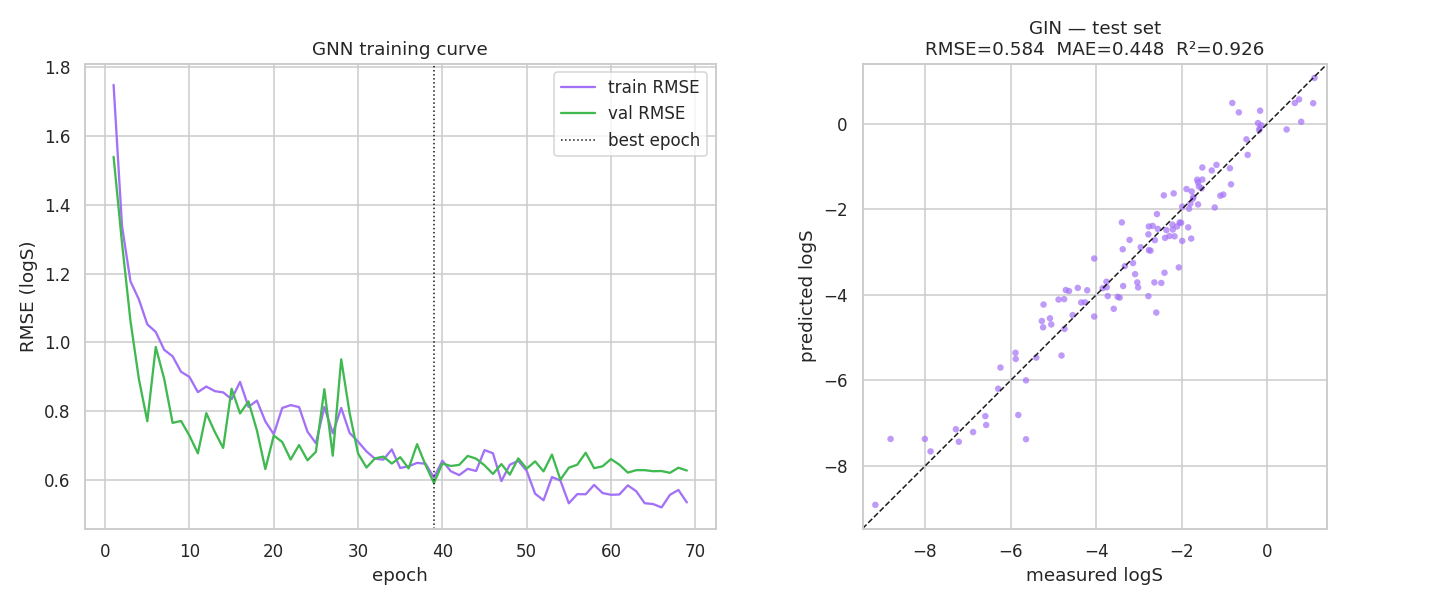 GNN training curve
1.8
1.6
1.4
1.2
1.0
0.8
0.6
RMSE (logS)
0 10 20 30 40 50 60 70
epoch
train RMSE
val RMSE
best epoch
GIN — test set
RMSE=0.584 MAE=0.448 R²=0.926
0
−2
−4
−6
−8
predicted logS
−8 −6 −4 −2 0
measured logS